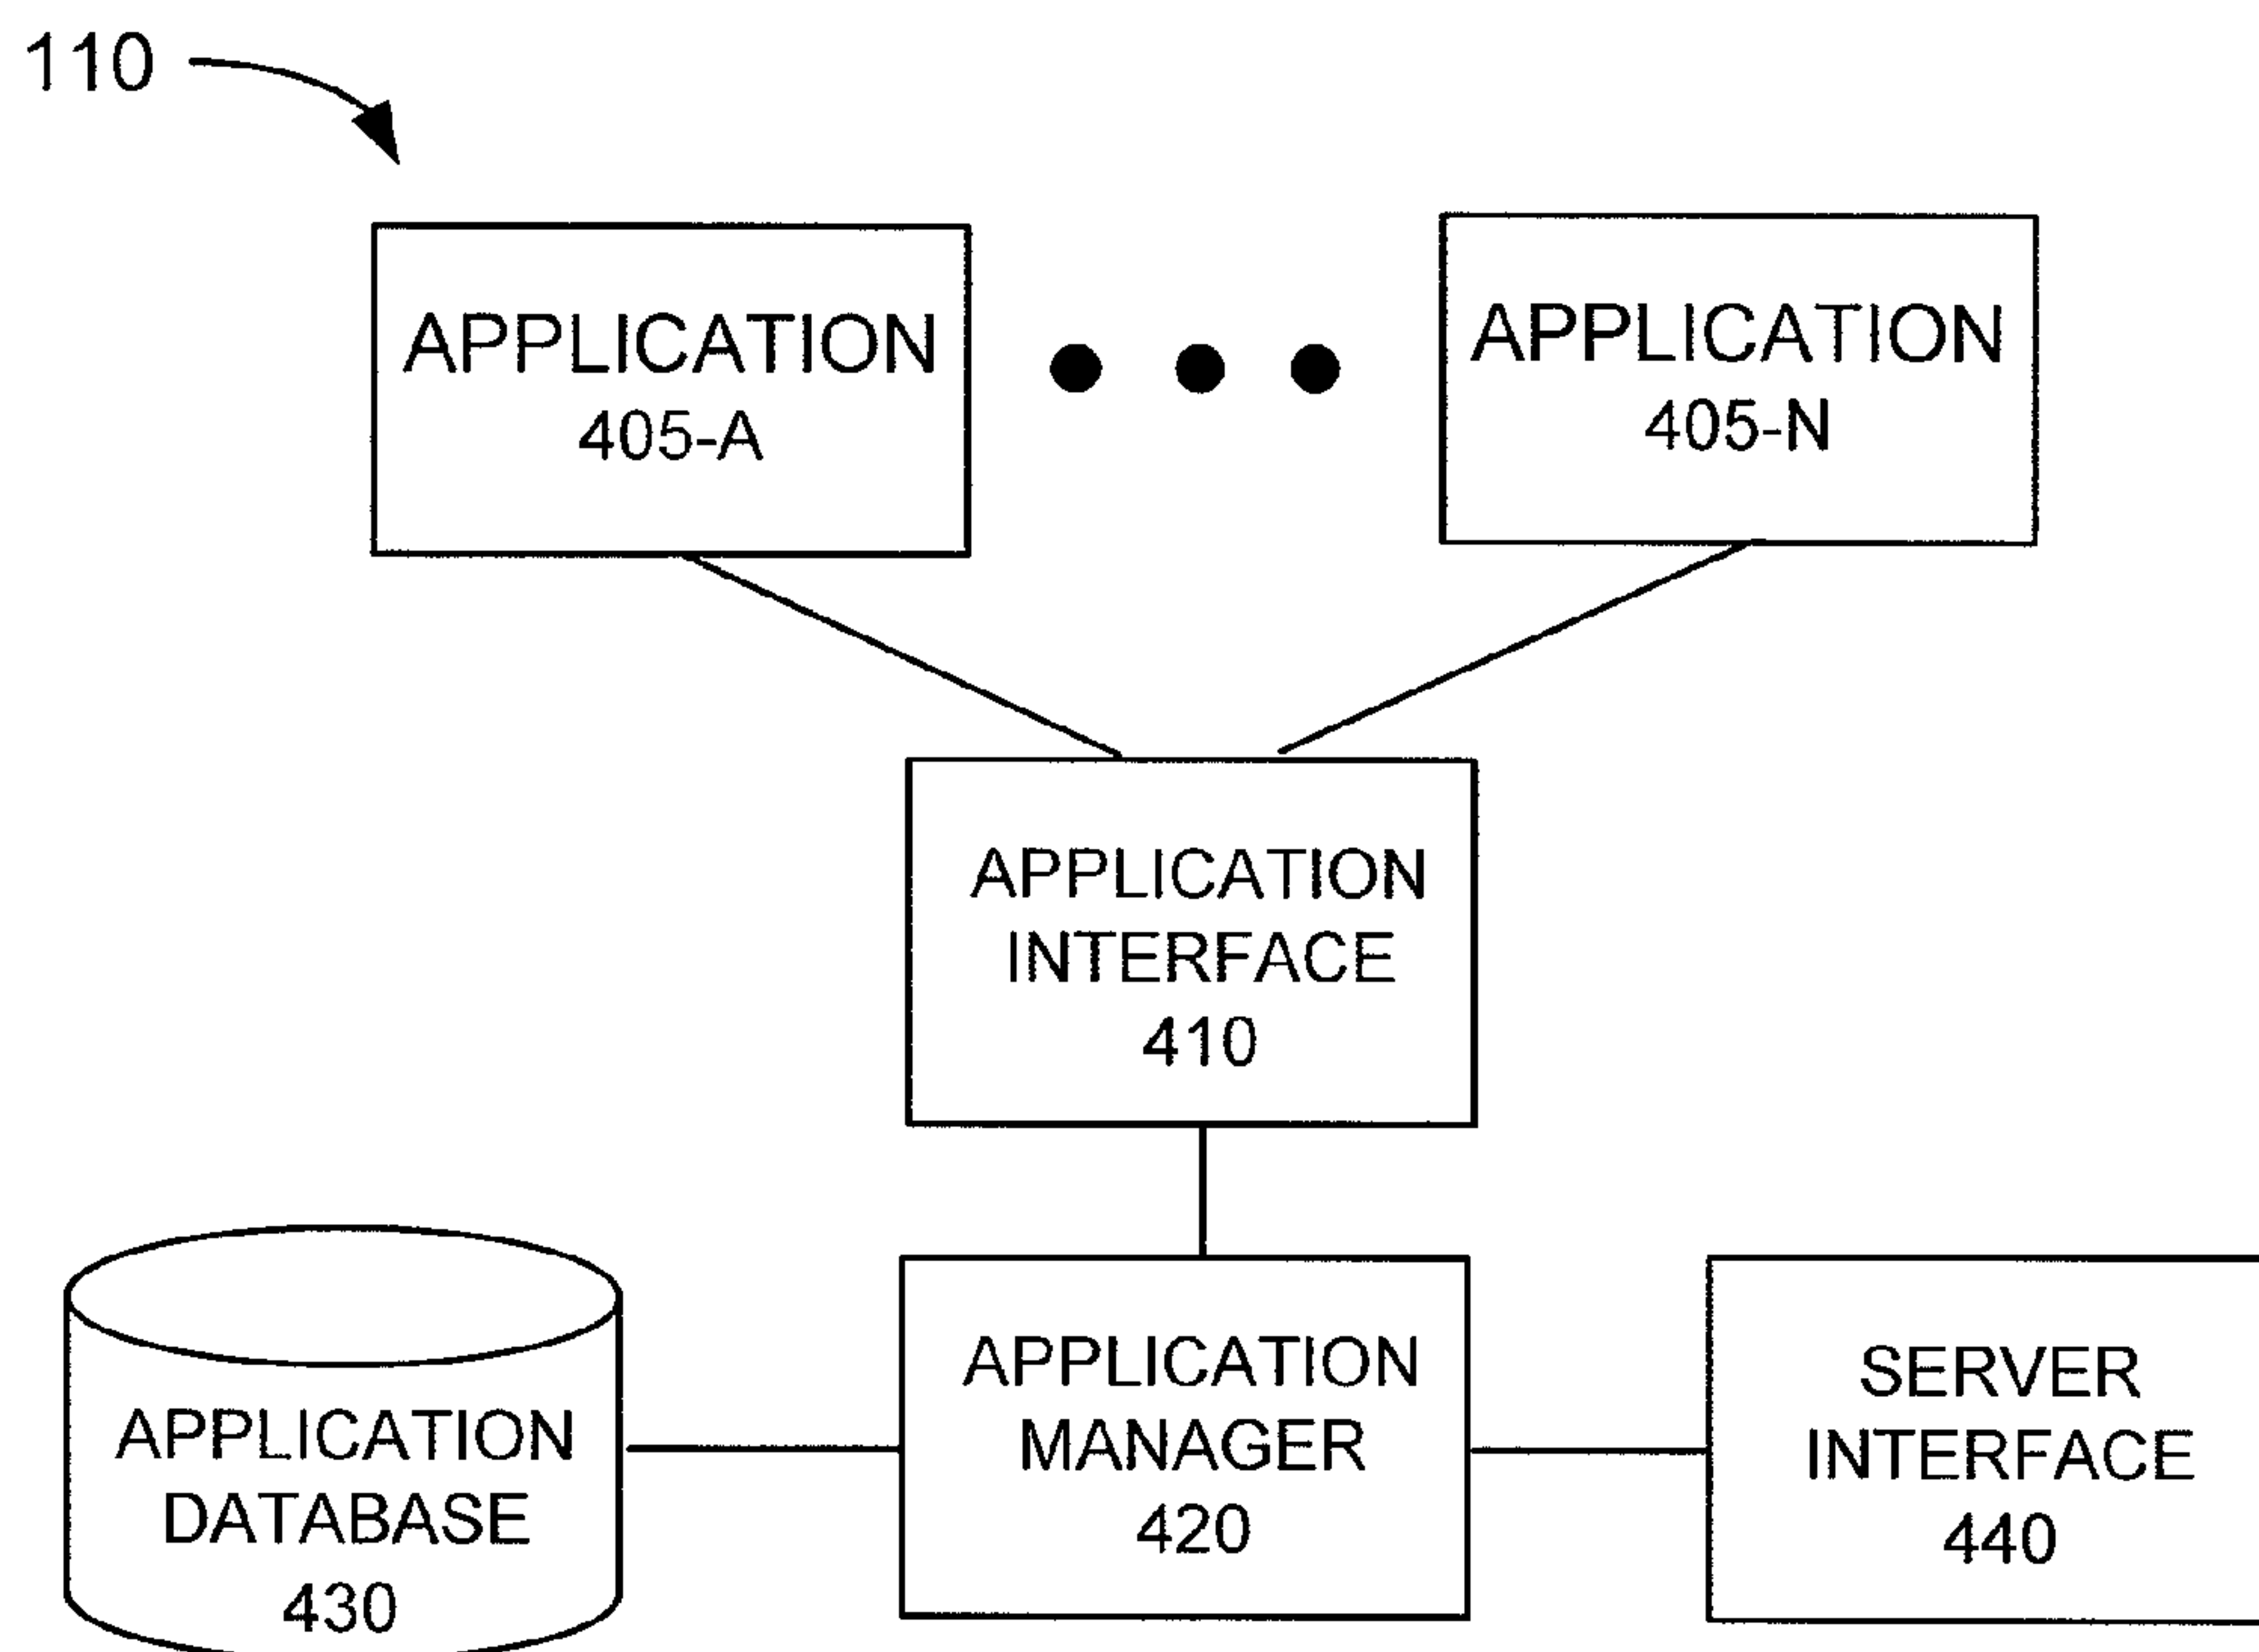 110
APPLICATION
405-A
APPLICATION
405-N
APPLICATION
INTERFACE
410
APPLICATION
DATABASE
430
APPLICATION
MANAGER
420
SERVER
INTERFACE
440